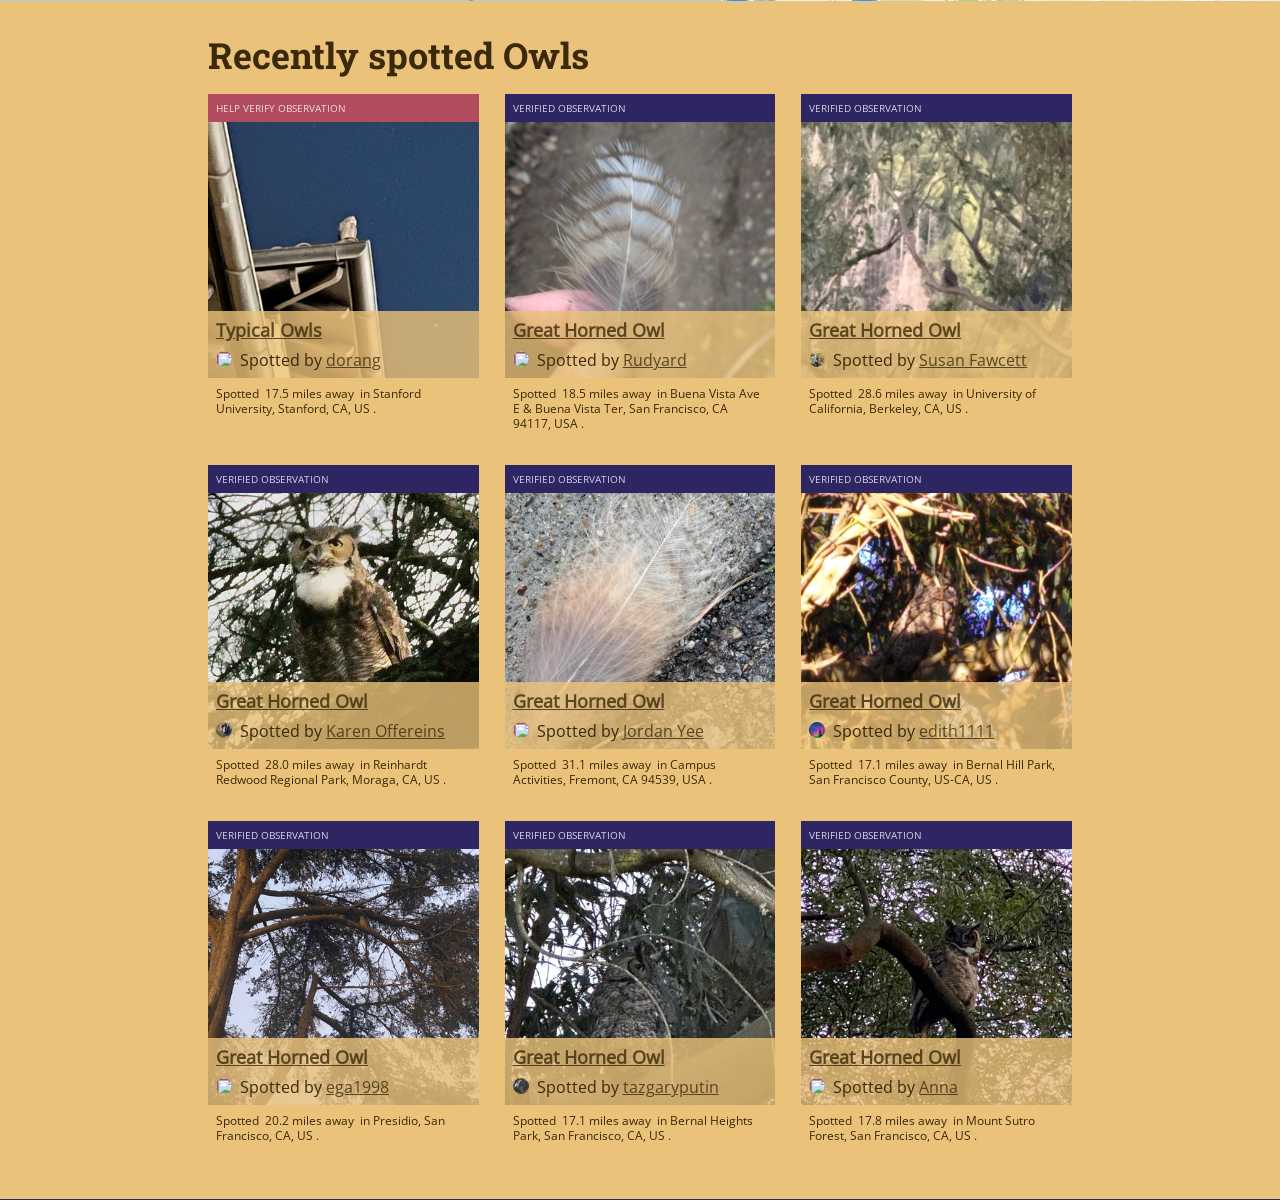 Recently spotted Owls
HELP VERIFY OBSERVATION
Typical Owls
Spotted by dorang
Spotted 17.5 miles away in Stanford
University, Stanford, CA, US .
VERIFIED OBSERVATION
Great Horned Owl
Spotted by Rudyard
Spotted 18.5 miles away in Buena Vista Ave
E & Buena Vista Ter, San Francisco, CA
94117, USA .
VERIFIED OBSERVATION
Great Horned Owl
Spotted by Susan Fawcett
Spotted 28.6 miles away in University of
California, Berkeley, CA, US .
VERIFIED OBSERVATION
Great Horned Owl
Spotted by Karen Offereins
Spotted 28.0 miles away in Reinhardt
Redwood Regional Park, Moraga, CA, US .
VERIFIED OBSERVATION
Great Horned Owl
Spotted by Jordan Yee
Spotted 31.1 miles away in Campus
Activities, Fremont, CA 94539, USA .
VERIFIED OBSERVATION
Great Horned Owl
Spotted by edith1111
Spotted 17.1 miles away in Bernal Hill Park,
San Francisco County, US-CA, US .
VERIFIED OBSERVATION
Great Horned Owl
Spotted by ega1998
Spotted 20.2 miles away in Presidio, San
Francisco, CA, US .
VERIFIED OBSERVATION
Great Horned Owl
Spotted by tazgaryputin
Spotted 17.1 miles away in Bernal Heights
Park, San Francisco, CA, US .
VERIFIED OBSERVATION
Great Horned Owl
Spotted by Anna
Spotted 17.8 miles away in Mount Sutro
Forest, San Francisco, CA, US .